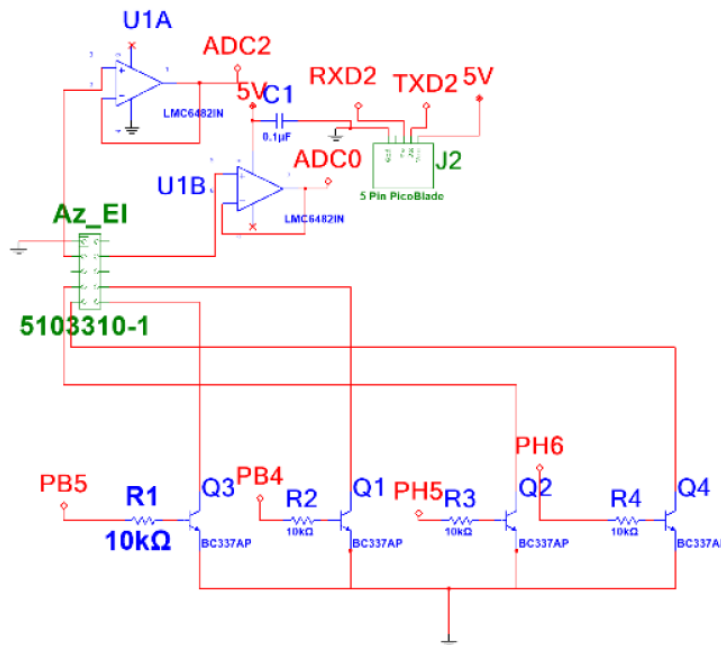 U1A
ADC2
RXD2
TXD2
5V
5V
C1
LMC6482IN
0.1µF
ADC0
J2
U1B
5 Pin PicoBlade
LMC6482IN
Az_El
5103310-1
PH6
PB5
R1
Q3
PB4
R2
Q1
PH5
R3
Q2
R4
Q4
10kΩ
BC337AP
10kΩ
BC337AP
10kΩ
BC337AP
10kΩ
BC337AP